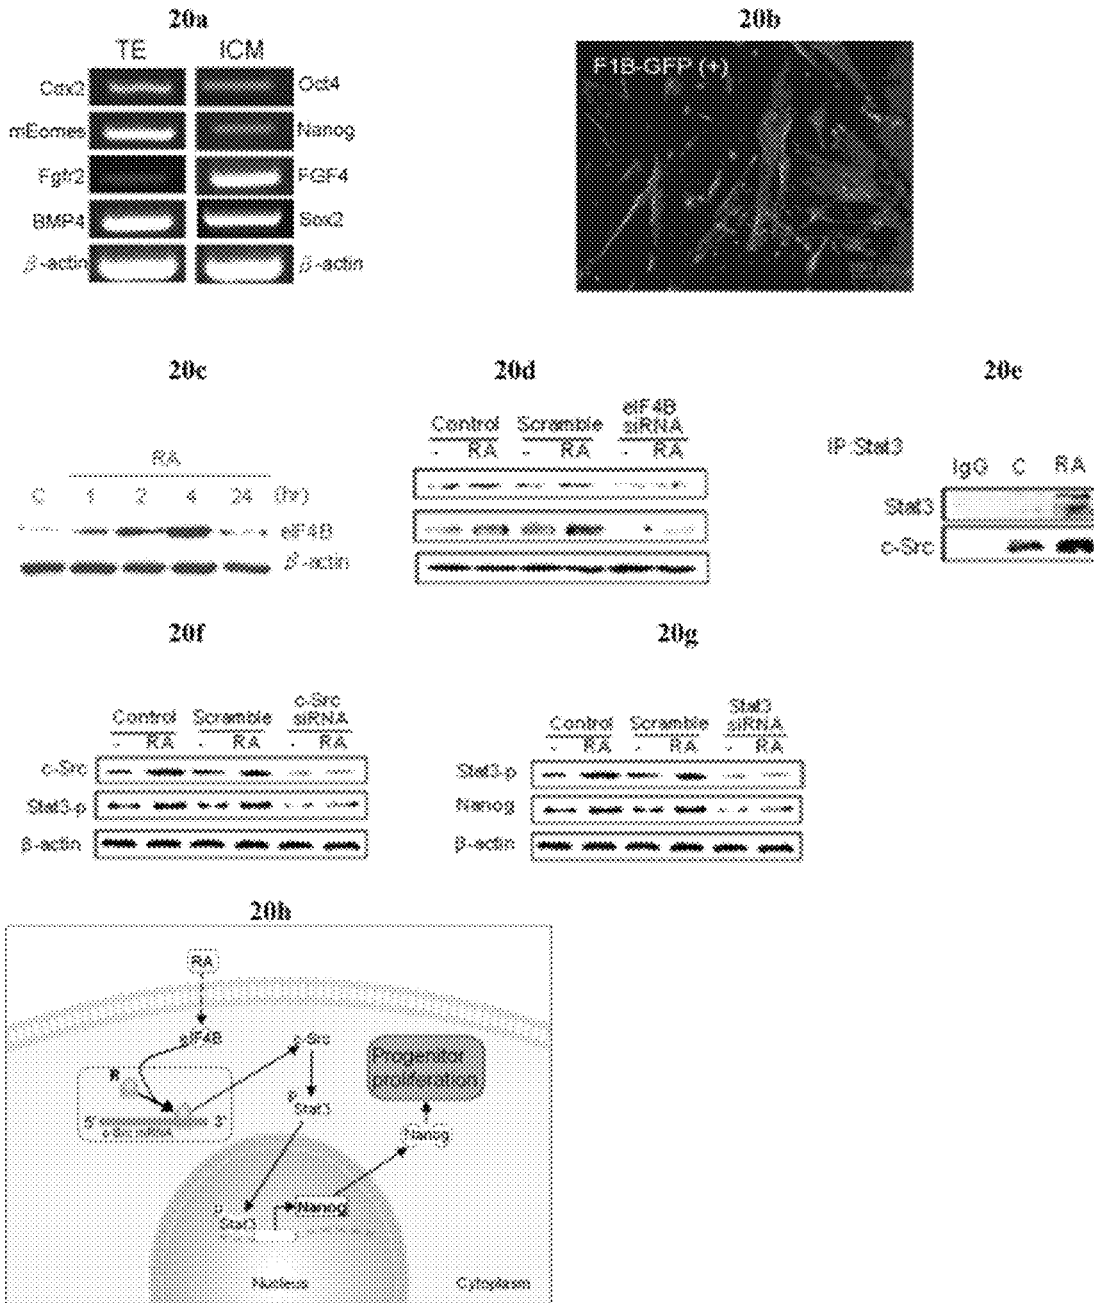 20a
TE ICM
Cdx2 Oct4
mEomes Nanog
Fgfr2 FGF4
BMP4 Sox2
β-actin β-actin
20b
F1B-GFP (+)
20c
RA
C 1 2 4 24 (hr)
eIF4B
β-actin
20d
Control Scramble eIF4B siRNA
- RA - RA - RA
20e
IP:Stat3
IgG C RA
Stat3
c-Src
20f
Control Scramble c-Src siRNA
- RA - RA - RA
c-Src
Stat3-p
β-actin
20g
Control Scramble Stat3 siRNA
- RA - RA - RA
Stat3-p
Nanog
β-actin
20h
RA
eIF4B
c-Src
R
5' 3'
c-Src mRNA
p
Stat3
Progenitor
proliferation
Nanog
Nanog
Stat3
Nucleus
Cytoplasm